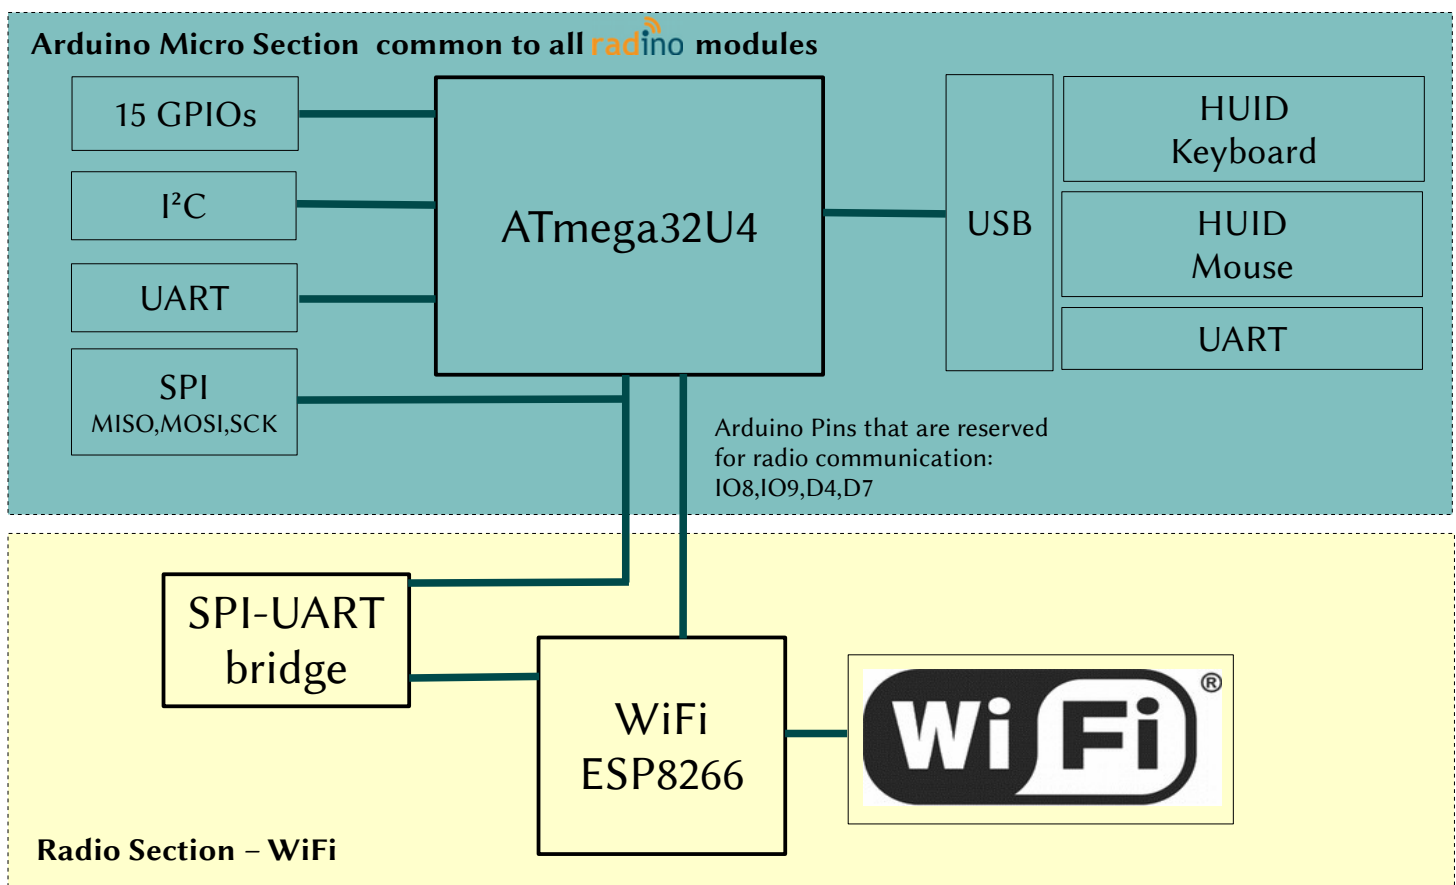 Arduino Micro Section common to all radino modules
15 GPIOs
I²C
UART
SPI
MISO,MOSI,SCK
ATmega32U4
USB
HUID
Keyboard
HUID
Mouse
UART
Arduino Pins that are reserved
for radio communication:
IO8,IO9,D4,D7
SPI-UART
bridge
WiFi
ESP8266
Wi Fi ®
Radio Section – WiFi